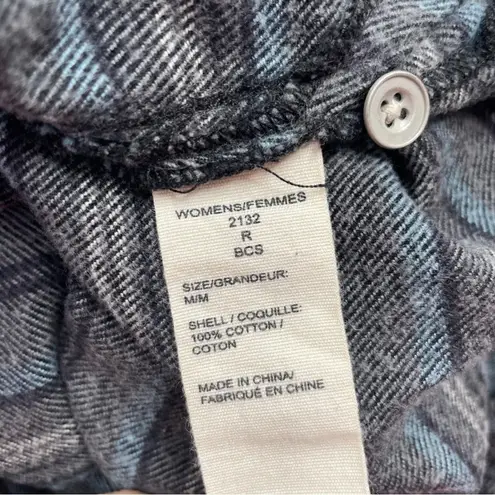 WOMENS/FEMMES
2132
R
BCS
SIZE/GRANDEUR:
M/M
SHELL / COQUILLE:
100% COTTON /
COTON
MADE IN CHINA/
FABRIQUÉ EN CHINE